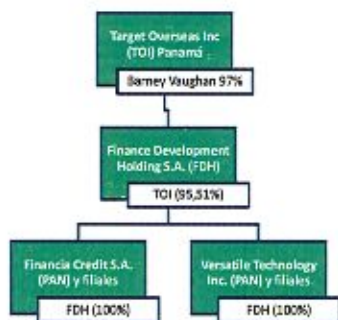 Target Overseas Inc
(TOI) Panamá
Barney Vaughan 97%
Finance Development
Holding S.A. (FDH)
TOI (95,51%)
Financia Credit S.A.
(PAN) y filiales
FDH (100%)
Versatile Technology
Inc. (PAN) y filiales
FDH (100%)